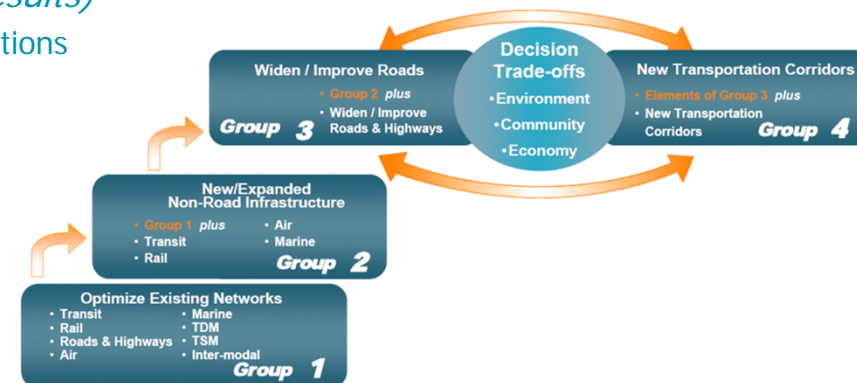 tions
Decision
Trade-offs
•Environment
•Community
•Economy
Widen / Improve Roads
• Group 2 plus
• Widen / Improve
Roads & Highways
Group 3
New Transportation Corridors
• Elements of Group 3 plus
• New Transportation
Corridors
Group 4
New/Expanded
Non-Road Infrastructure
• Group 1 plus
• Transit
• Rail
• Air
• Marine
Group 2
Optimize Existing Networks
• Transit
• Rail
• Roads & Highways
• Air
• Marine
• TDM
• TSM
• Inter-modal
Group 1